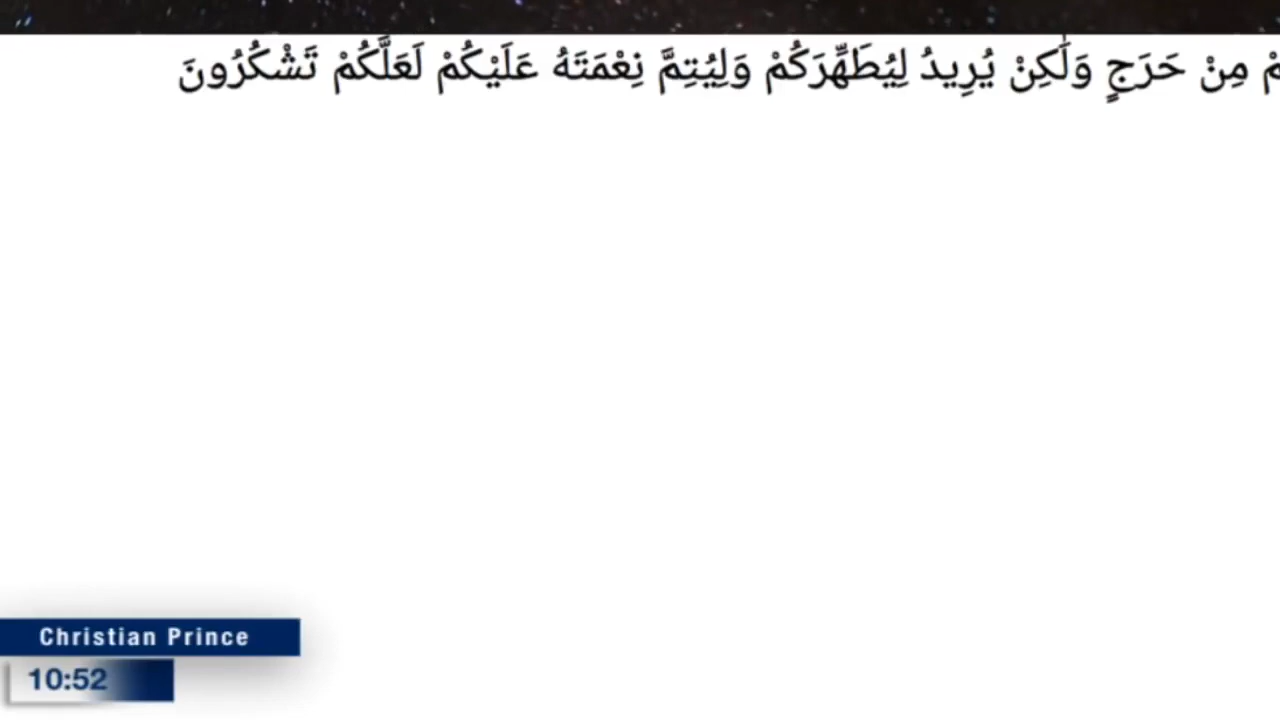 مِنْ حَرَجٍ وَلَٰكِنْ يُرِيدُ لِيُطَهِّرَكُمْ وَلِيُتِمَّ نِعْمَتَهُ عَلَيْكُمْ لَعَلَّكُمْ تَشْكُرُونَ
Christian Prince
10:52